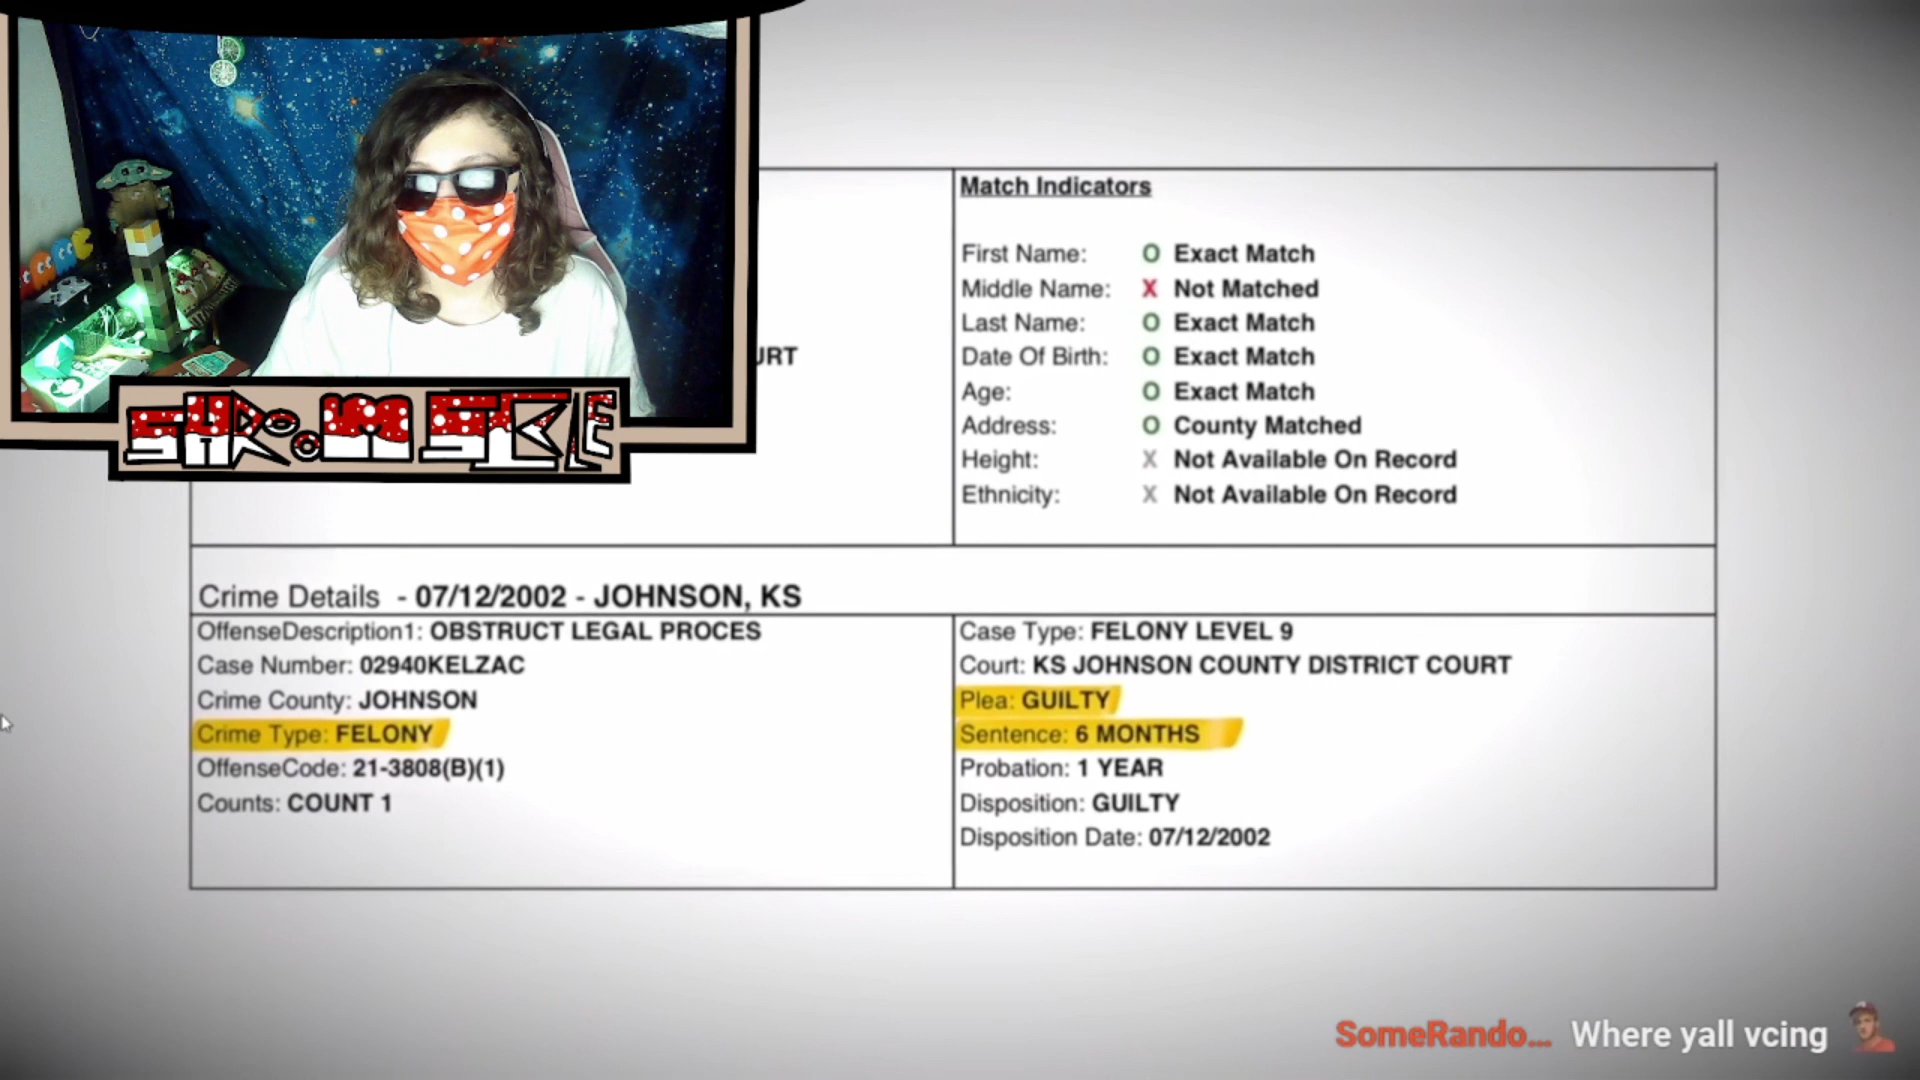 SHROOMSICLE
URT
Match Indicators
First Name: O Exact Match
Middle Name: X Not Matched
Last Name: O Exact Match
Date Of Birth: O Exact Match
Age: O Exact Match
Address: O County Matched
Height: X Not Available On Record
Ethnicity: X Not Available On Record
Crime Details - 07/12/2002 - JOHNSON, KS
OffenseDescription1: OBSTRUCT LEGAL PROCES
Case Number: 02940KELZAC
Crime County: JOHNSON
Crime Type: FELONY
OffenseCode: 21-3808(B)(1)
Counts: COUNT 1
Case Type: FELONY LEVEL 9
Court: KS JOHNSON COUNTY DISTRICT COURT
Plea: GUILTY
Sentence: 6 MONTHS
Probation: 1 YEAR
Disposition: GUILTY
Disposition Date: 07/12/2002
SomeRando... Where yall vcing